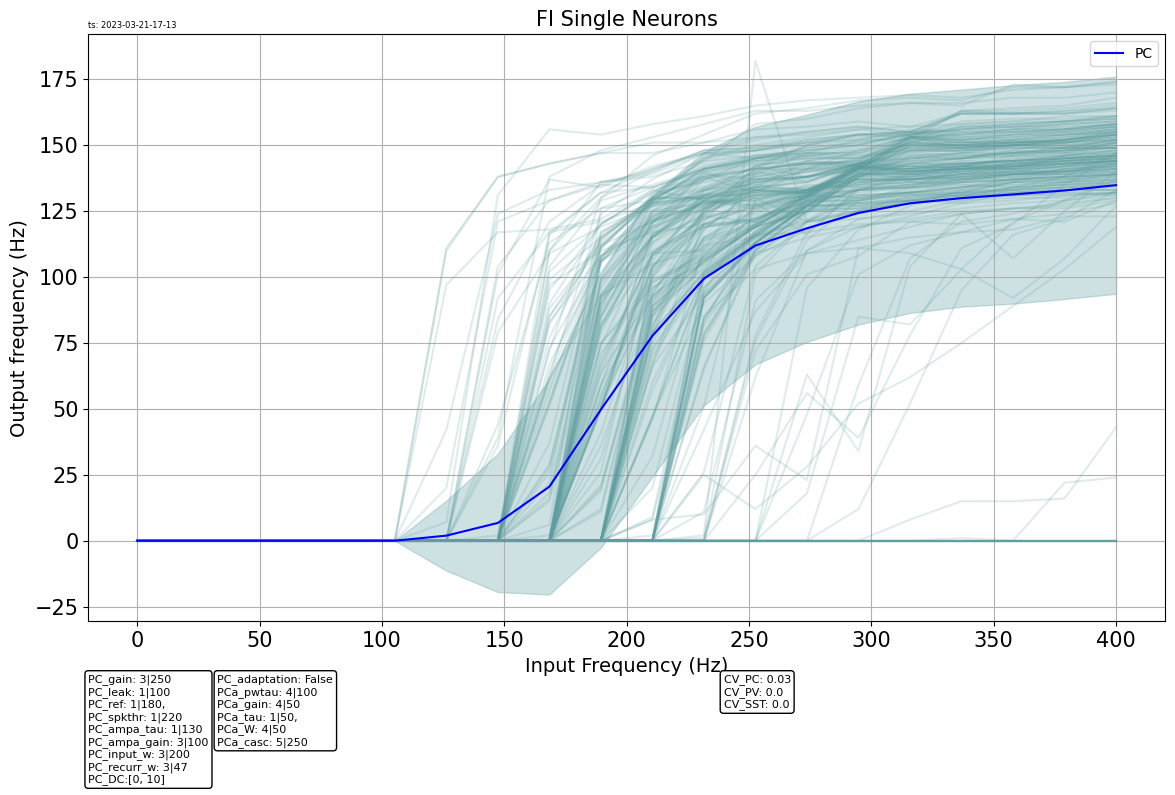 FI Single Neurons
ts: 2023-03-21-17-13
PC
175
150
125
100
75
50
25
0
−25
Output frequency (Hz)
0 50 100 150 200 250 300 350 400
Input Frequency (Hz)
PC_gain: 3|250
PC_leak: 1|100
PC_ref: 1|180,
PC_spkthr: 1|220
PC_ampa_tau: 1|130
PC_ampa_gain: 3|100
PC_input_w: 3|200
PC_recurr_w: 3|47
PC_DC:[0, 10]
PC_adaptation: False
PCa_pwtau: 4|100
PCa_gain: 4|50
PCa_tau: 1|50,
PCa_W: 4|50
PCa_casc: 5|250
CV_PC: 0.03
CV_PV: 0.0
CV_SST: 0.0